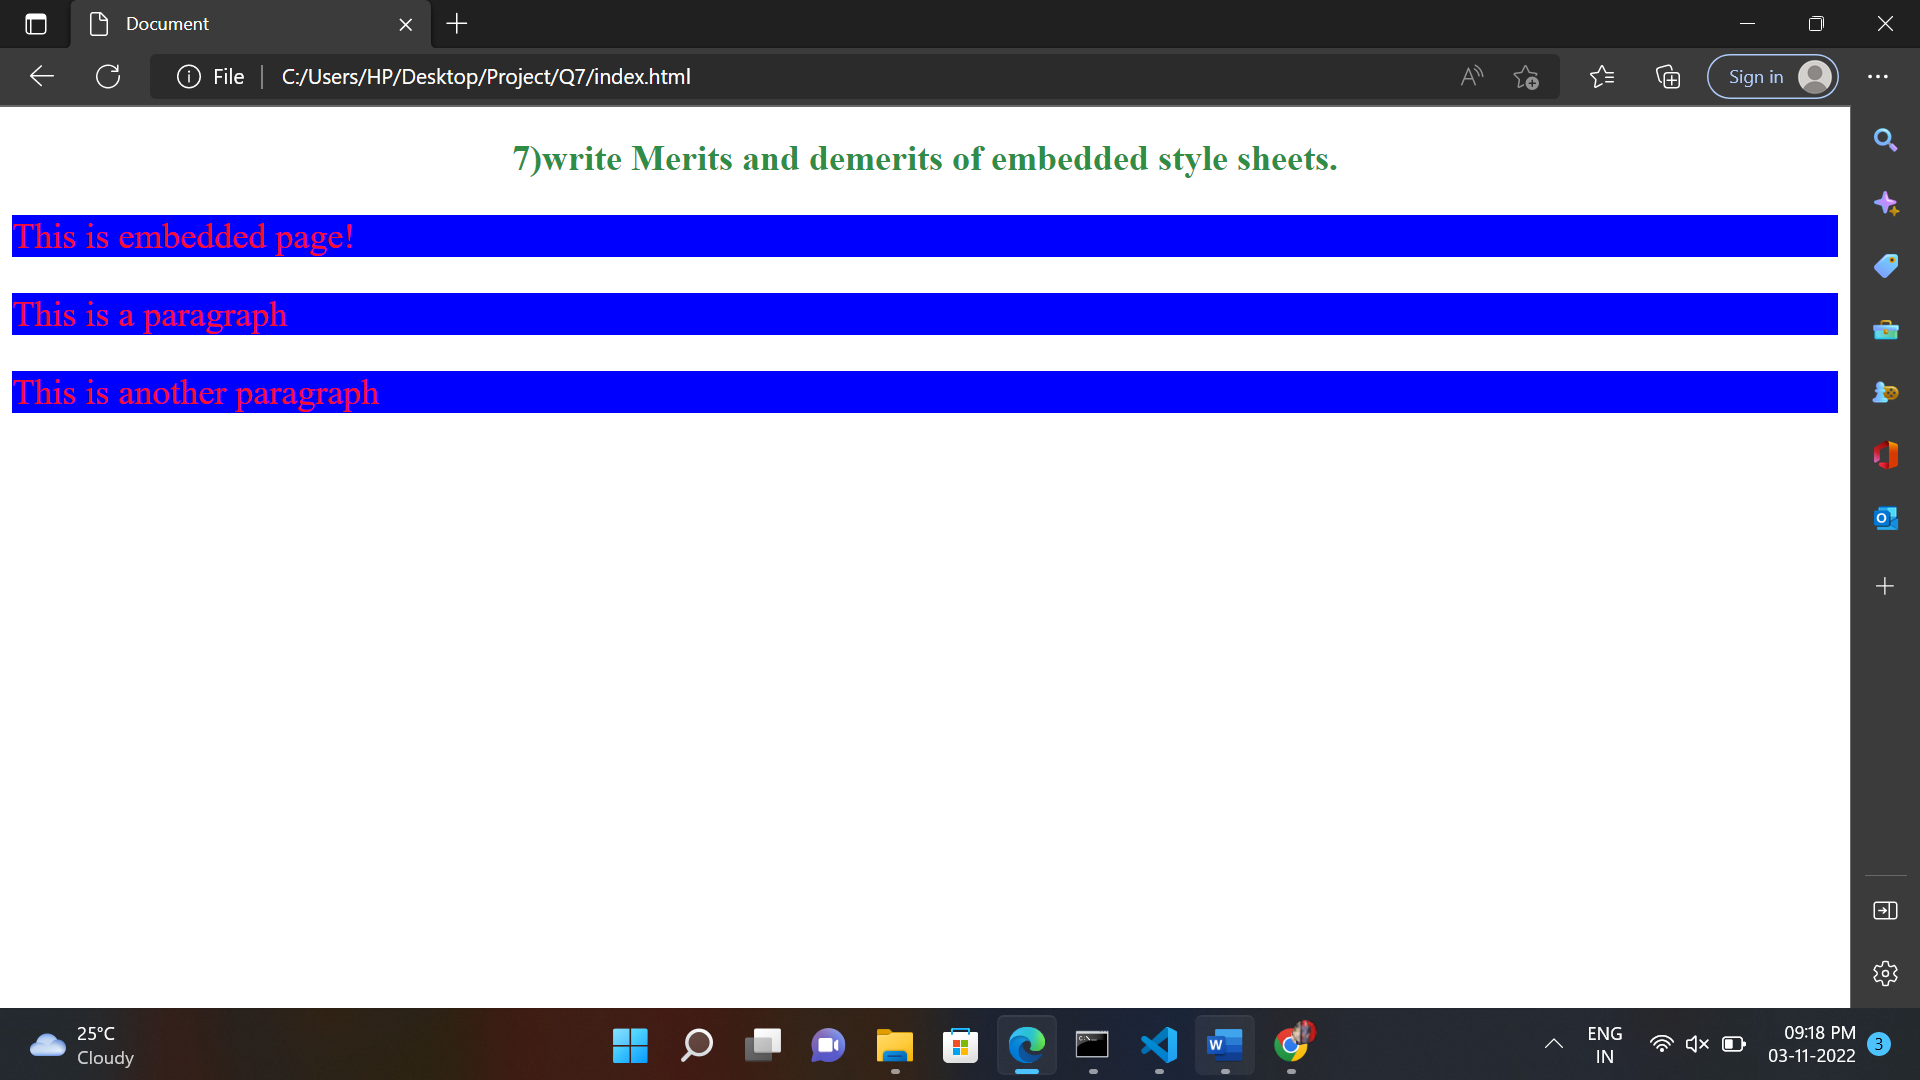 Document
File
C:/Users/HP/Desktop/Project/Q7/index.html
Sign in
7)write Merits and demerits of embedded style sheets.
This is embedded page!
This is a paragraph
This is another paragraph
25°C
Cloudy
ENG
IN
09:18 PM
03-11-2022
3